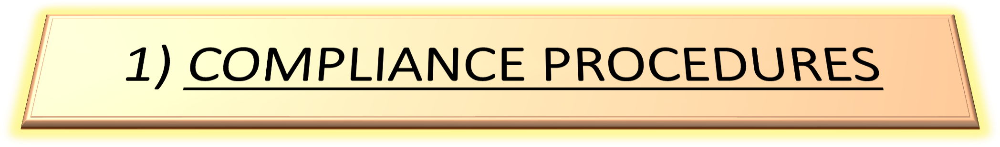 1) COMPLIANCE PROCEDURES